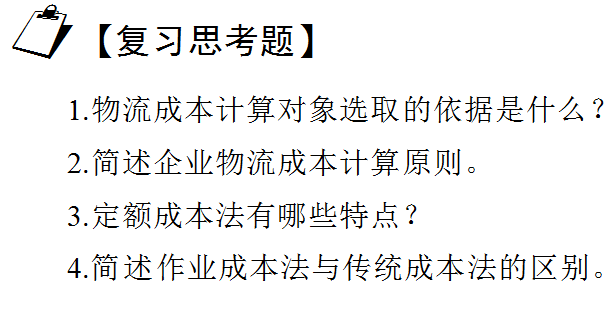 【复习思考题】
1.物流成本计算对象选取的依据是什么？
2.简述企业物流成本计算原则。
3.定额成本法有哪些特点？
4.简述作业成本法与传统成本法的区别。